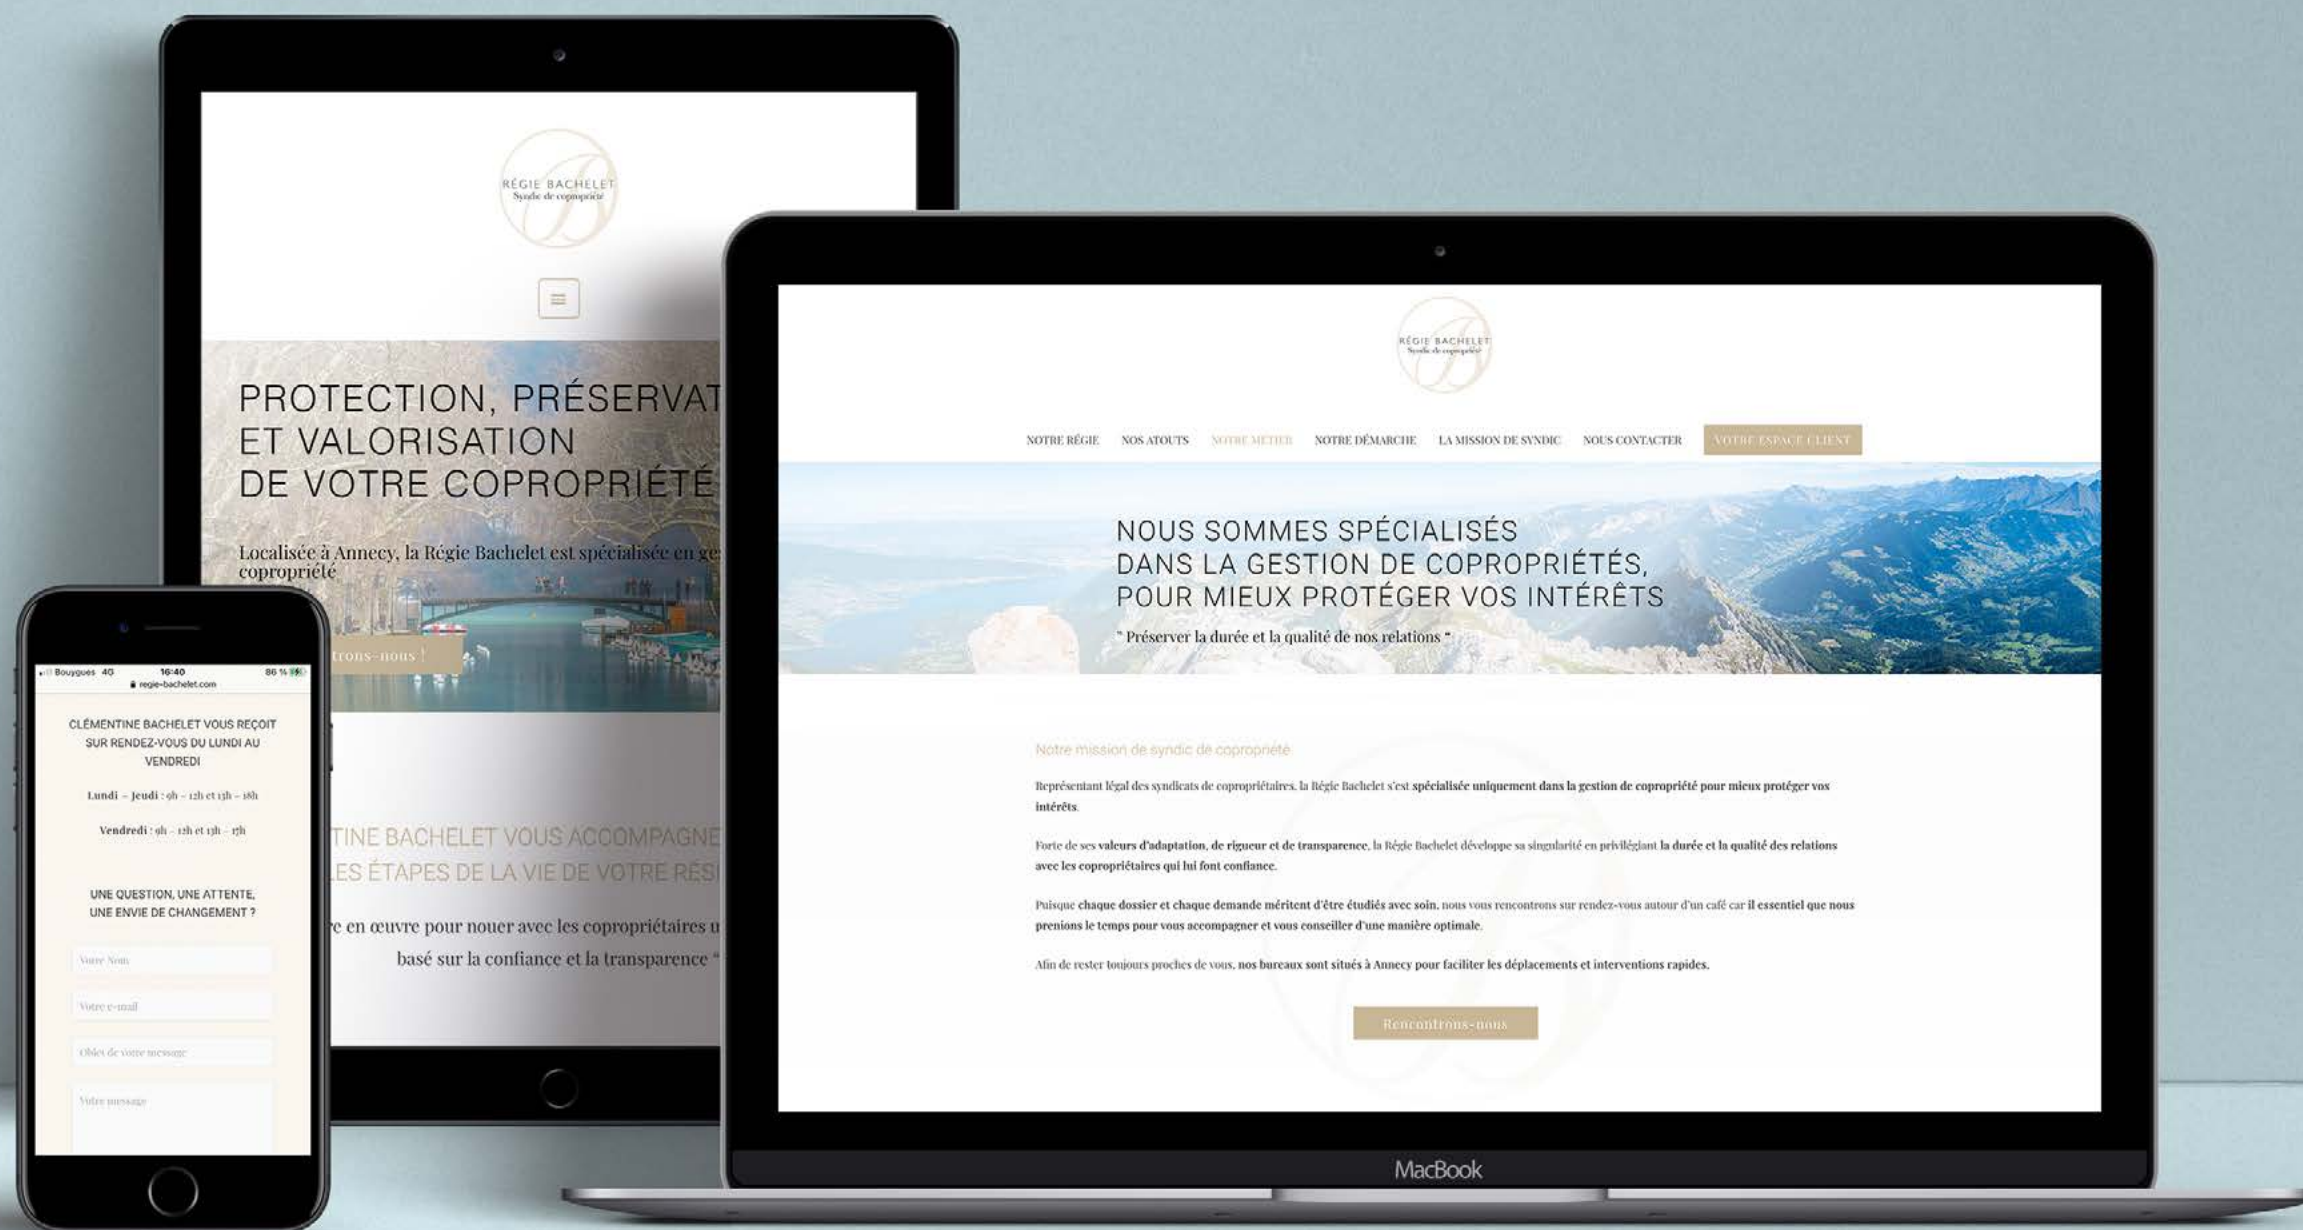 RÉGIE BACHELET
Syndic de copropriété
PROTECTION, PRÉSERVAT
ET VALORISATION
DE VOTRE COPROPRIÉTÉ
Localisée à Annecy, la Régie Bachelet est spécialisée en ge
copropriété
trons-nous !
TINE BACHELET VOUS ACCOMPAGNE
LES ÉTAPES DE LA VIE DE VOTRE RÉSI
re en œuvre pour nouer avec les copropriétaires u
basé sur la confiance et la transparence “
Bouygues 4G 16:40 86 %
regie-bachelet.com
CLÉMENTINE BACHELET VOUS REÇOIT
SUR RENDEZ-VOUS DU LUNDI AU
VENDREDI
Lundi – Jeudi : 9h – 12h et 13h – 18h
Vendredi : 9h – 12h et 13h – 17h
UNE QUESTION, UNE ATTENTE,
UNE ENVIE DE CHANGEMENT ?
Votre Nom
Votre e-mail
Objet de votre message
Votre message
RÉGIE BACHELET
Syndic de copropriété
NOTRE RÉGIE NOS ATOUTS NOTRE MÉTIER NOTRE DÉMARCHE LA MISSION DE SYNDIC NOUS CONTACTER VOTRE ESPACE CLIENT
NOUS SOMMES SPÉCIALISÉS
DANS LA GESTION DE COPROPRIÉTÉS,
POUR MIEUX PROTÉGER VOS INTÉRÊTS
” Préserver la durée et la qualité de nos relations “
Notre mission de syndic de copropriété
Représentant légal des syndicats de copropriétaires, la Régie Bachelet s’est spécialisée uniquement dans la gestion de copropriété pour mieux protéger vos
intérêts.
Forte de ses valeurs d’adaptation, de rigueur et de transparence, la Régie Bachelet développe sa singularité en privilégiant la durée et la qualité des relations
avec les copropriétaires qui lui font confiance.
Puisque chaque dossier et chaque demande méritent d’être étudiés avec soin, nous vous rencontrons sur rendez-vous autour d’un café car il essentiel que nous
prenions le temps pour vous accompagner et vous conseiller d’une manière optimale.
Afin de rester toujours proches de vous, nos bureaux sont situés à Annecy pour faciliter les déplacements et interventions rapides.
Rencontrons-nous
MacBook